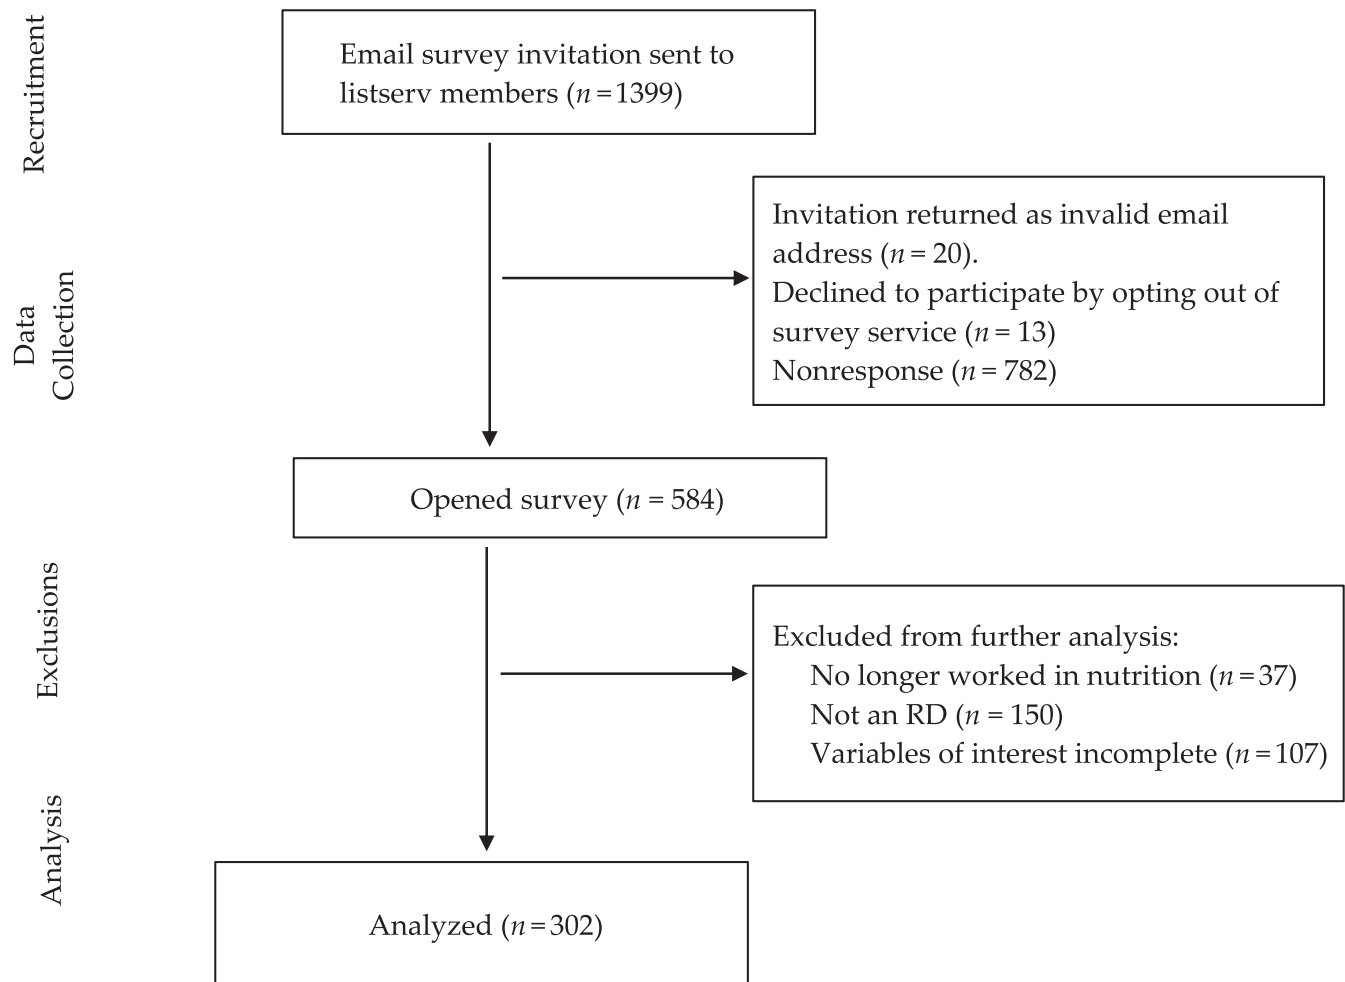 Recruitment
Email survey invitation sent to
listserv members (n = 1399)
Invitation returned as invalid email
address (n = 20).
Declined to participate by opting out of
survey service (n = 13)
Nonresponse (n = 782)
Data
Collection
Opened survey (n = 584)
Exclusions
Excluded from further analysis:
No longer worked in nutrition (n = 37)
Not an RD (n = 150)
Variables of interest incomplete (n = 107)
Analysis
Analyzed (n = 302)